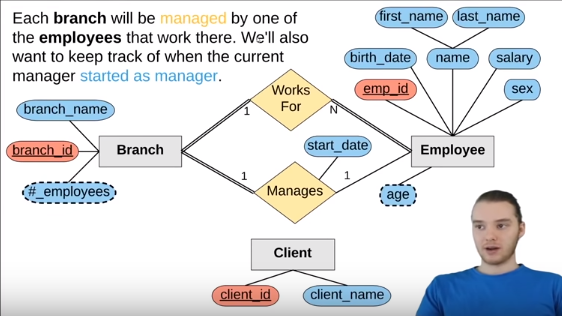 Each branch will be managed by one of
the employees that work there. We'll also
want to keep track of when the current
manager started as manager.
first_name
last_name
birth_date
name
salary
emp_id
sex
branch_name
Works
For
1
N
branch_id
Branch
start_date
Employee
#_employees
1
Manages
1
age
Client
client_id
client_name